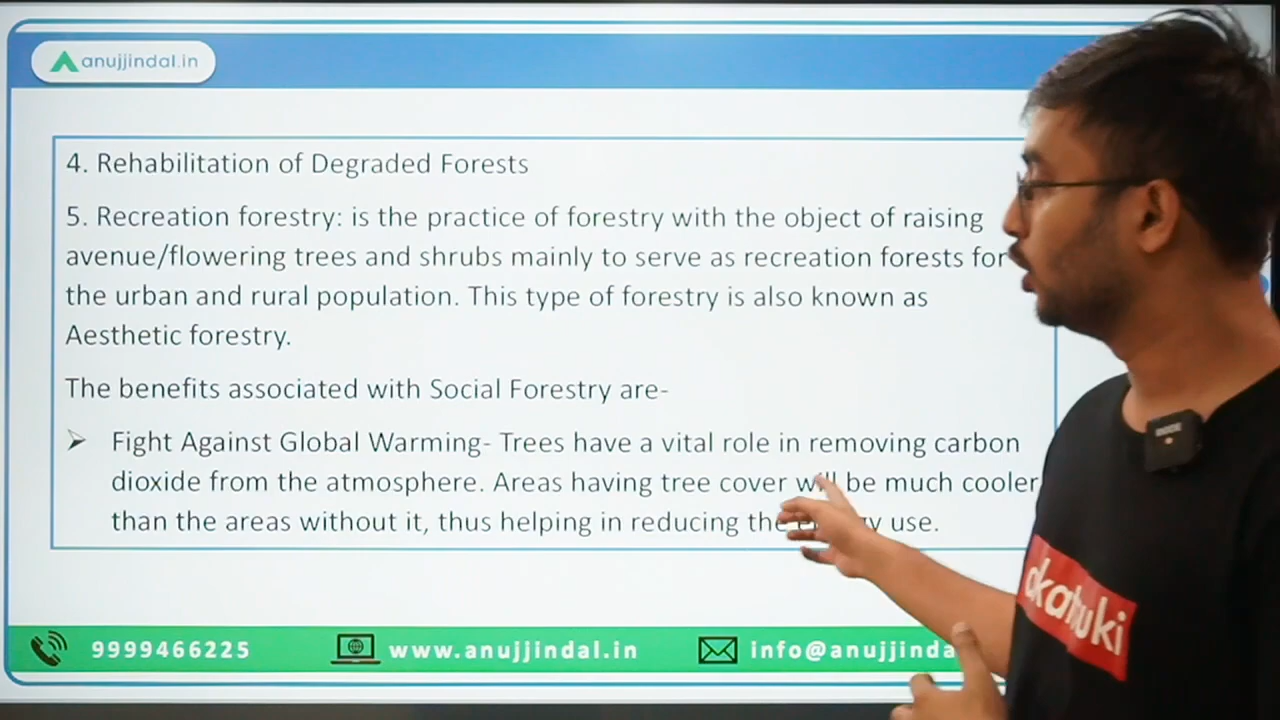 anujjindal.in
4. Rehabilitation of Degraded Forests
5. Recreation forestry: is the practice of forestry with the object of raising
avenue/flowering trees and shrubs mainly to serve as recreation forests for
the urban and rural population. This type of forestry is also known as
Aesthetic forestry.
The benefits associated with Social Forestry are-
Fight Against Global Warming- Trees have a vital role in removing carbon
dioxide from the atmosphere. Areas having tree cover will be much cooler
than the areas without it, thus helping in reducing the use.
9999466225 www.anujjindal.in